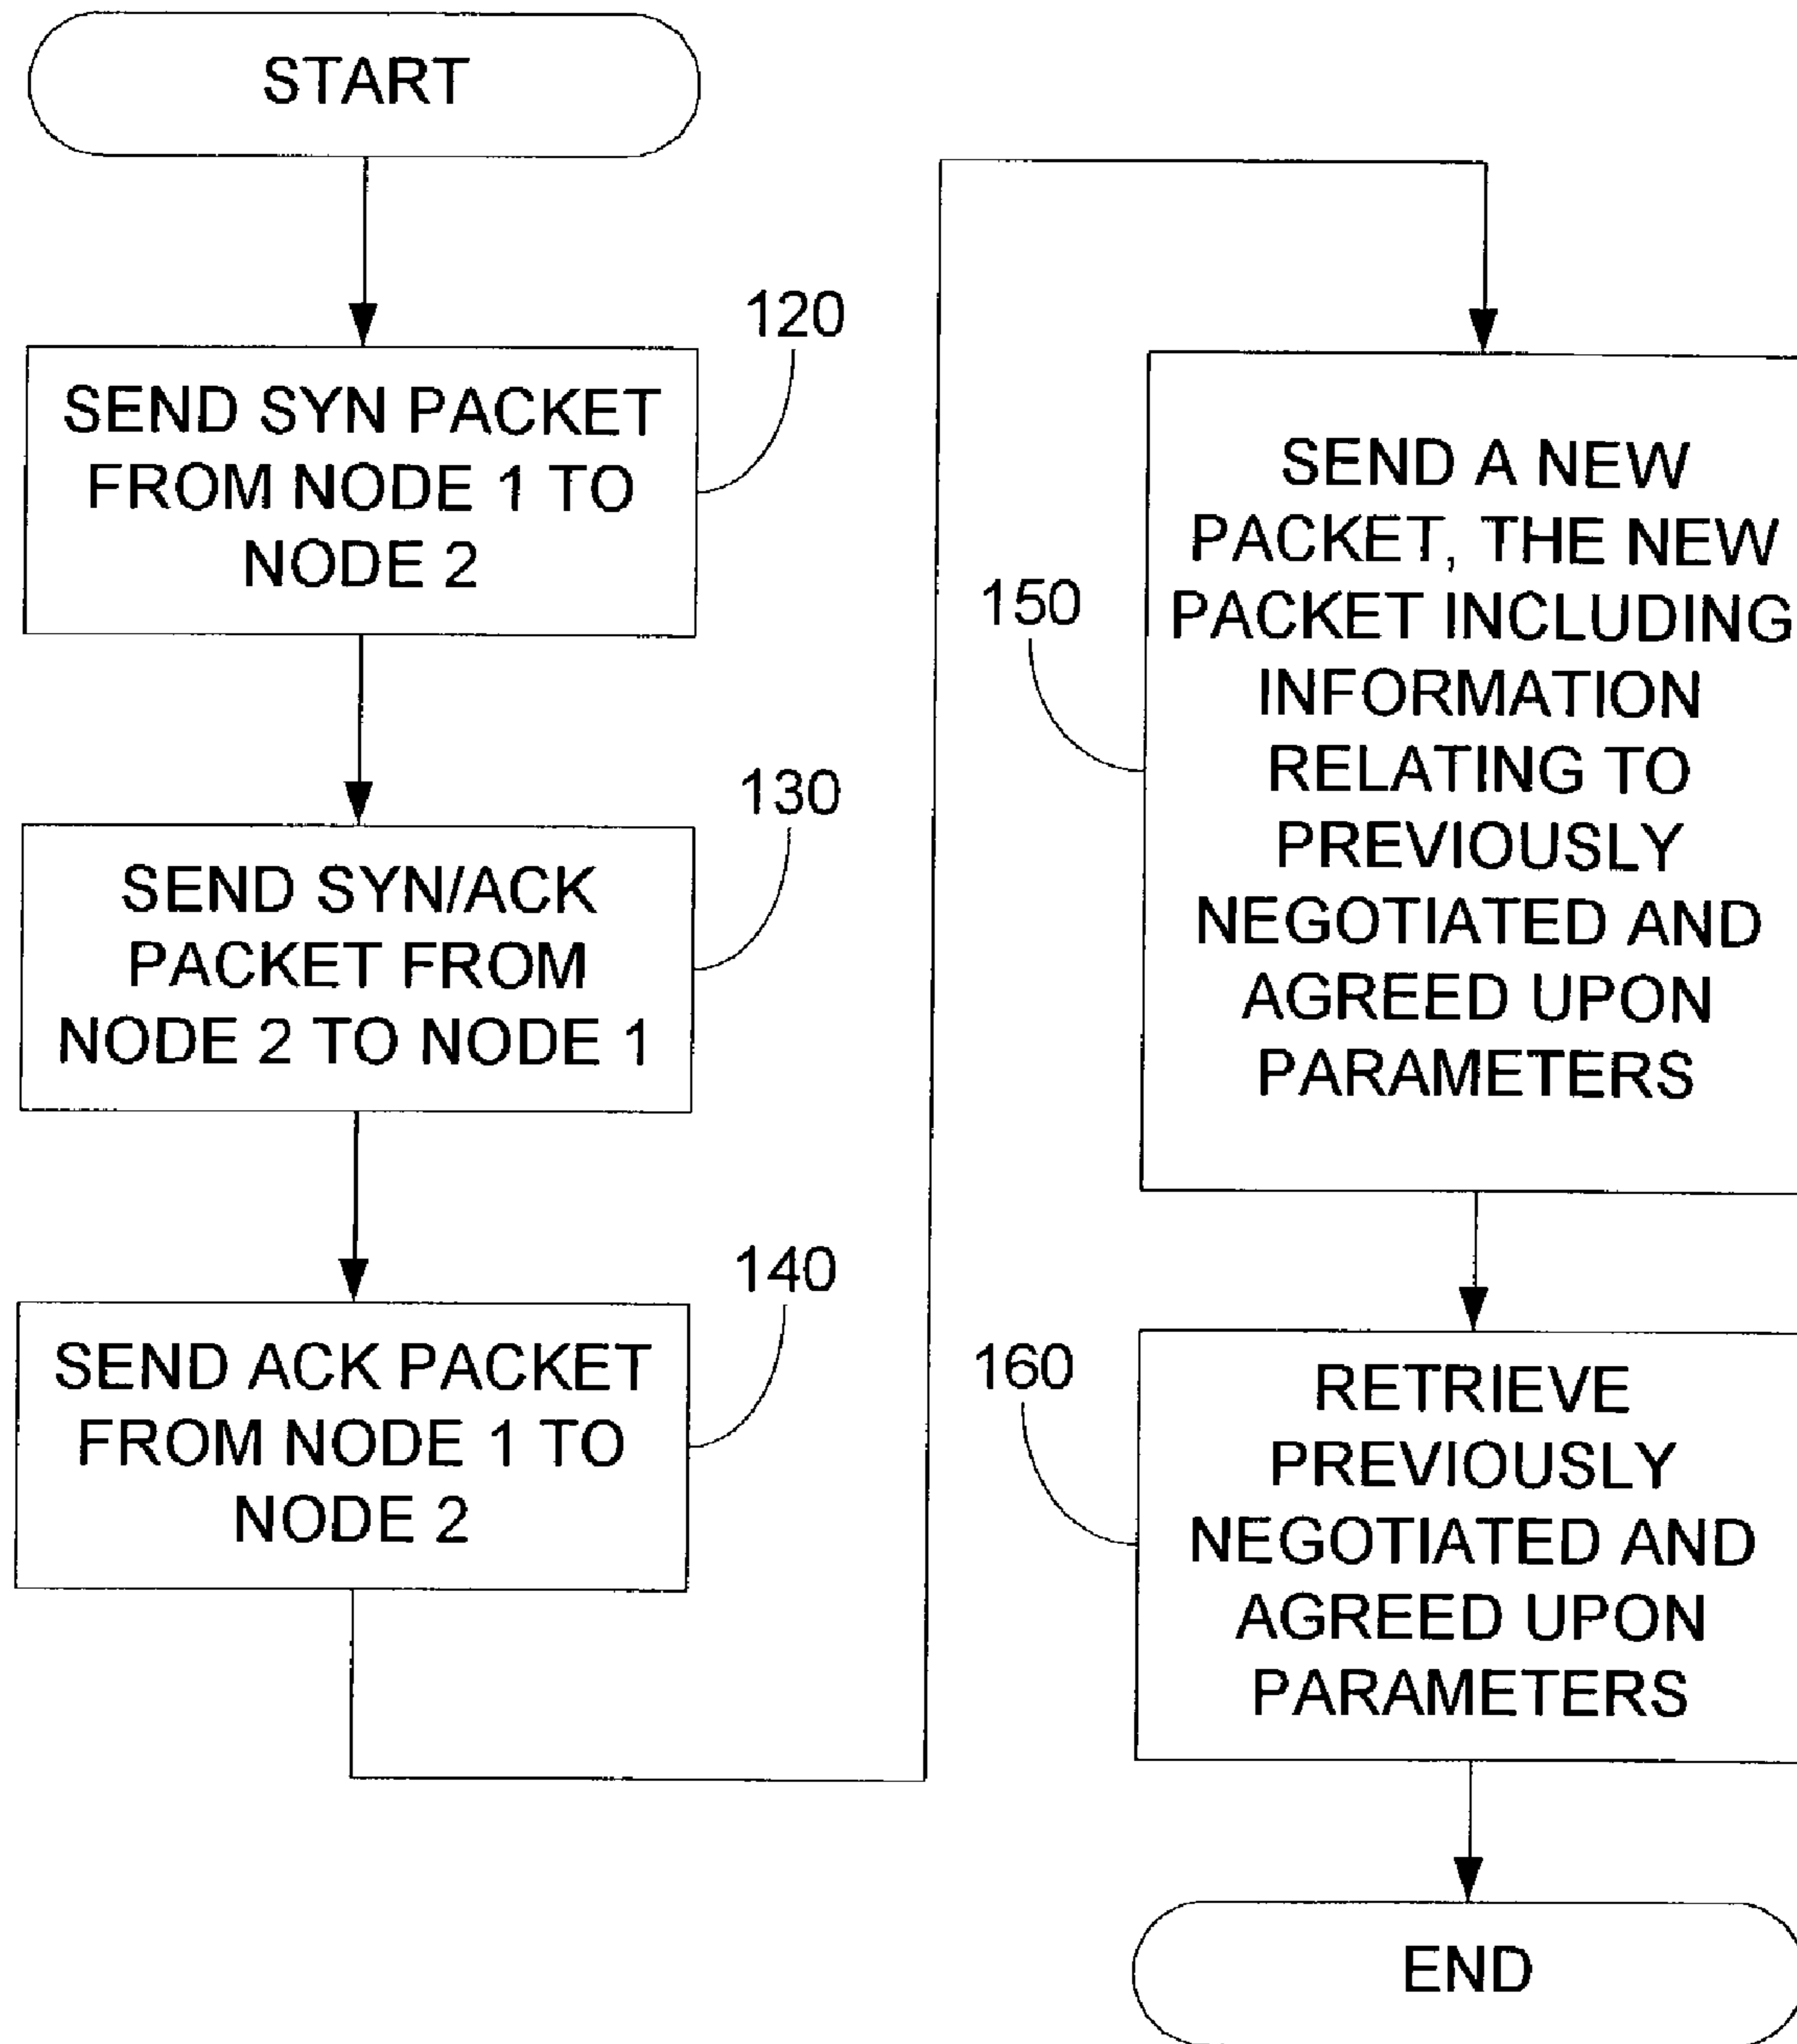 START
120
SEND SYN PACKET
FROM NODE 1 TO
NODE 2
130
SEND SYN/ACK
PACKET FROM
NODE 2 TO NODE 1
140
SEND ACK PACKET
FROM NODE 1 TO
NODE 2
150
SEND A NEW
PACKET, THE NEW
PACKET INCLUDING
INFORMATION
RELATING TO
PREVIOUSLY
NEGOTIATED AND
AGREED UPON
PARAMETERS
160
RETRIEVE
PREVIOUSLY
NEGOTIATED AND
AGREED UPON
PARAMETERS
END